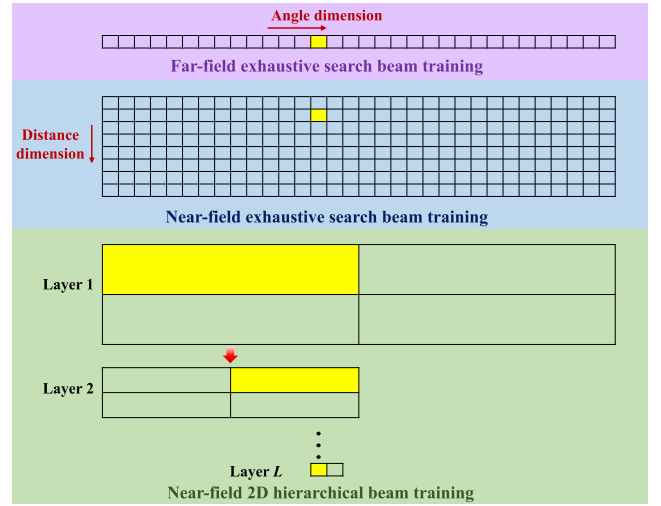 Angle dimension
Far-field exhaustive search beam training
Distance
dimension
Near-field exhaustive search beam training
Layer 1
Layer 2
Layer L
Near-field 2D hierarchical beam training